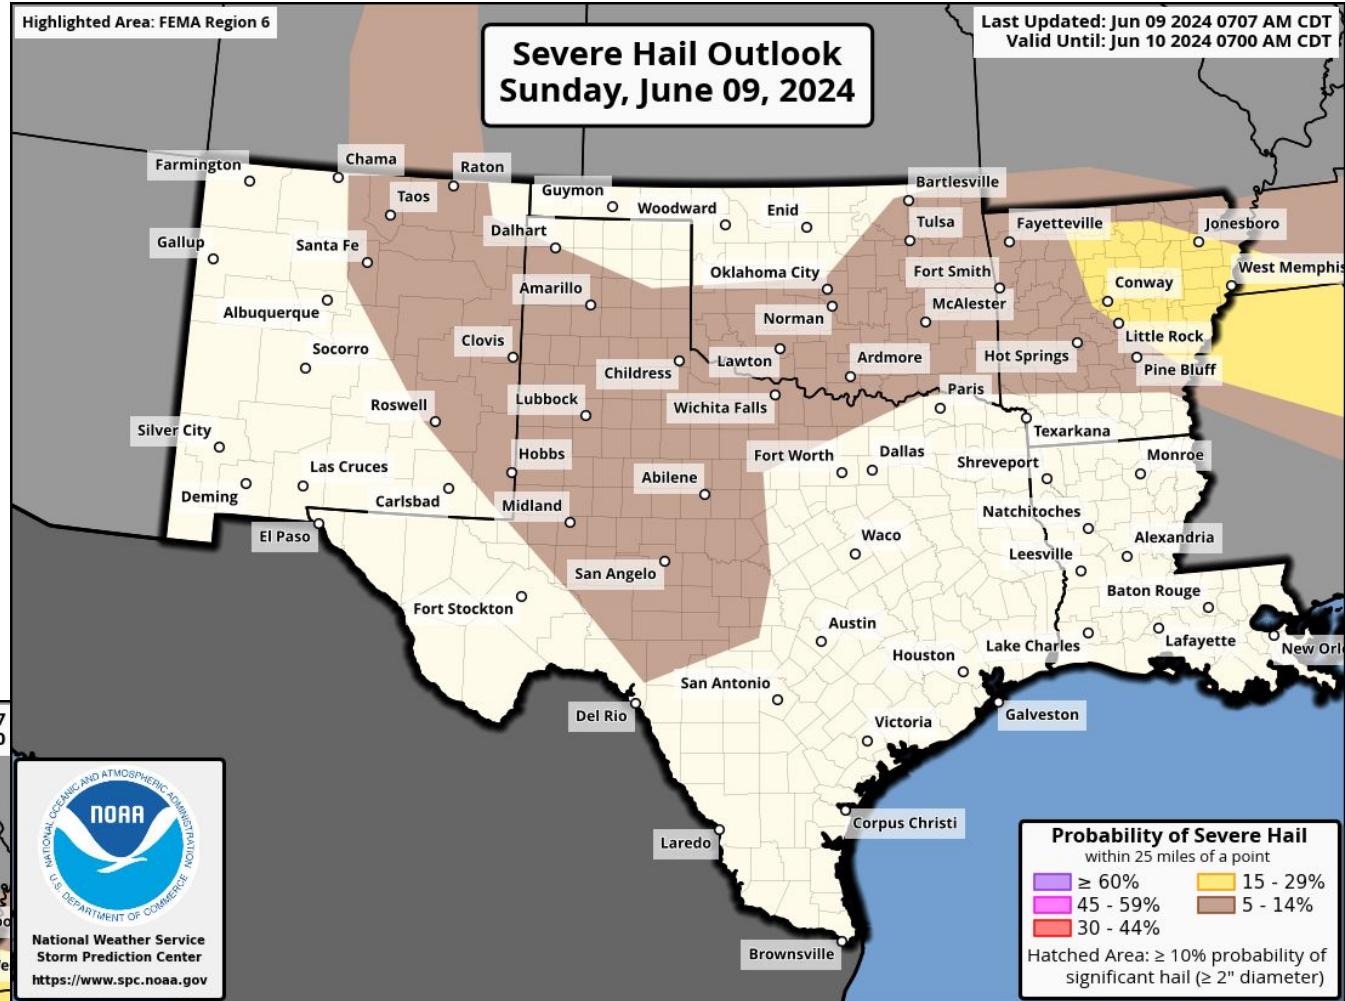 Highlighted Area: FEMA Region 6
Severe Hail Outlook
Sunday, June 09, 2024
Last Updated: Jun 09 2024 0707 AM CDT
Valid Until: Jun 10 2024 0700 AM CDT
Farmington
Chama
Raton
Taos
Guymon
Woodward
Enid
Bartlesville
Tulsa
Fayetteville
Jonesboro
Gallup
Santa Fe
Dalhart
Oklahoma City
Fort Smith
West Memphis
Albuquerque
Amarillo
Norman
McAlester
Conway
Socorro
Clovis
Childress
Lawton
Ardmore
Hot Springs
Little Rock
Pine Bluff
Roswell
Lubbock
Wichita Falls
Paris
Texarkana
Silver City
Las Cruces
Hobbs
Abilene
Fort Worth
Dallas
Shreveport
Monroe
Deming
Carlsbad
Midland
Natchitoches
El Paso
Waco
Leesville
Alexandria
San Angelo
Fort Stockton
Baton Rouge
Austin
Houston
Lake Charles
Lafayette
New Orl
San Antonio
Del Rio
Victoria
Galveston
Laredo
Corpus Christi
Brownsville
7
0
NATIONAL OCEANIC AND ATMOSPHERIC ADMINISTRATION
NOAA
U.S. DEPARTMENT OF COMMERCE
National Weather Service
Storm Prediction Center
https://www.spc.noaa.gov
Probability of Severe Hail
within 25 miles of a point
≥ 60%
15 - 29%
45 - 59%
5 - 14%
30 - 44%
Hatched Area: ≥ 10% probability of
significant hail (≥ 2" diameter)